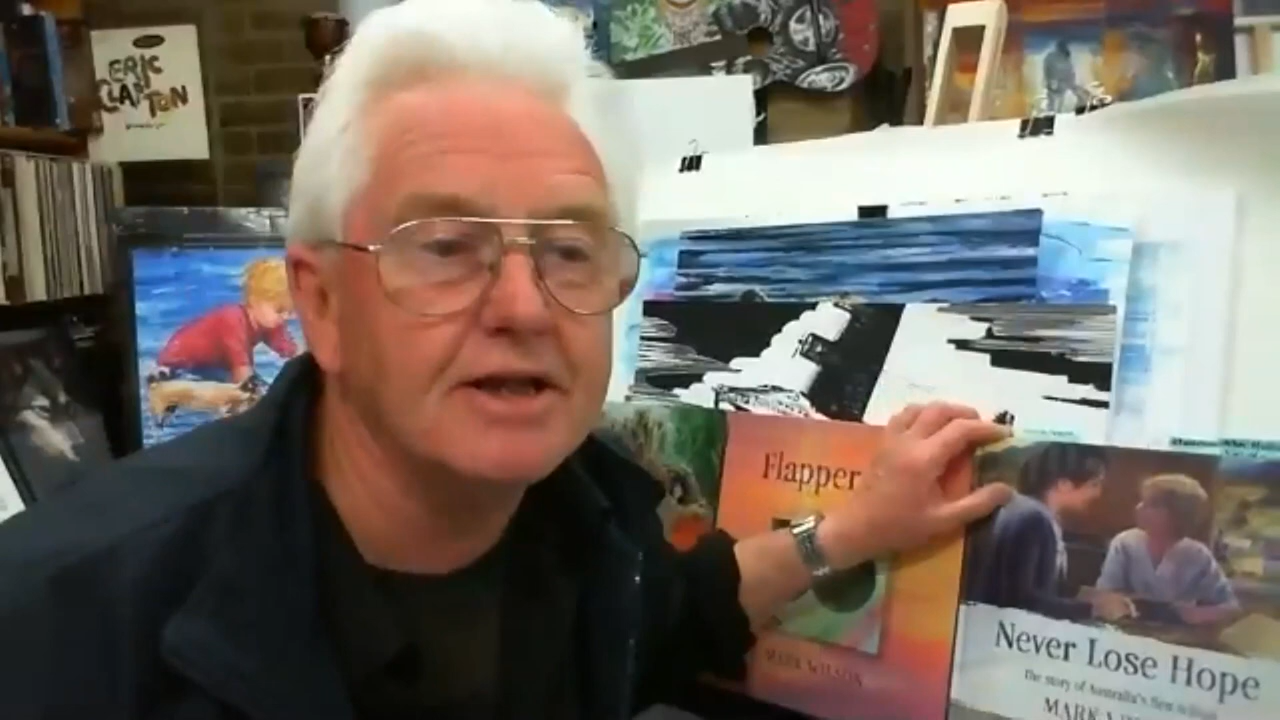 ERIC
CLAPTON
Flapper
MARK WILSON
Never Lose Hope
The story of Australia's first
MARK